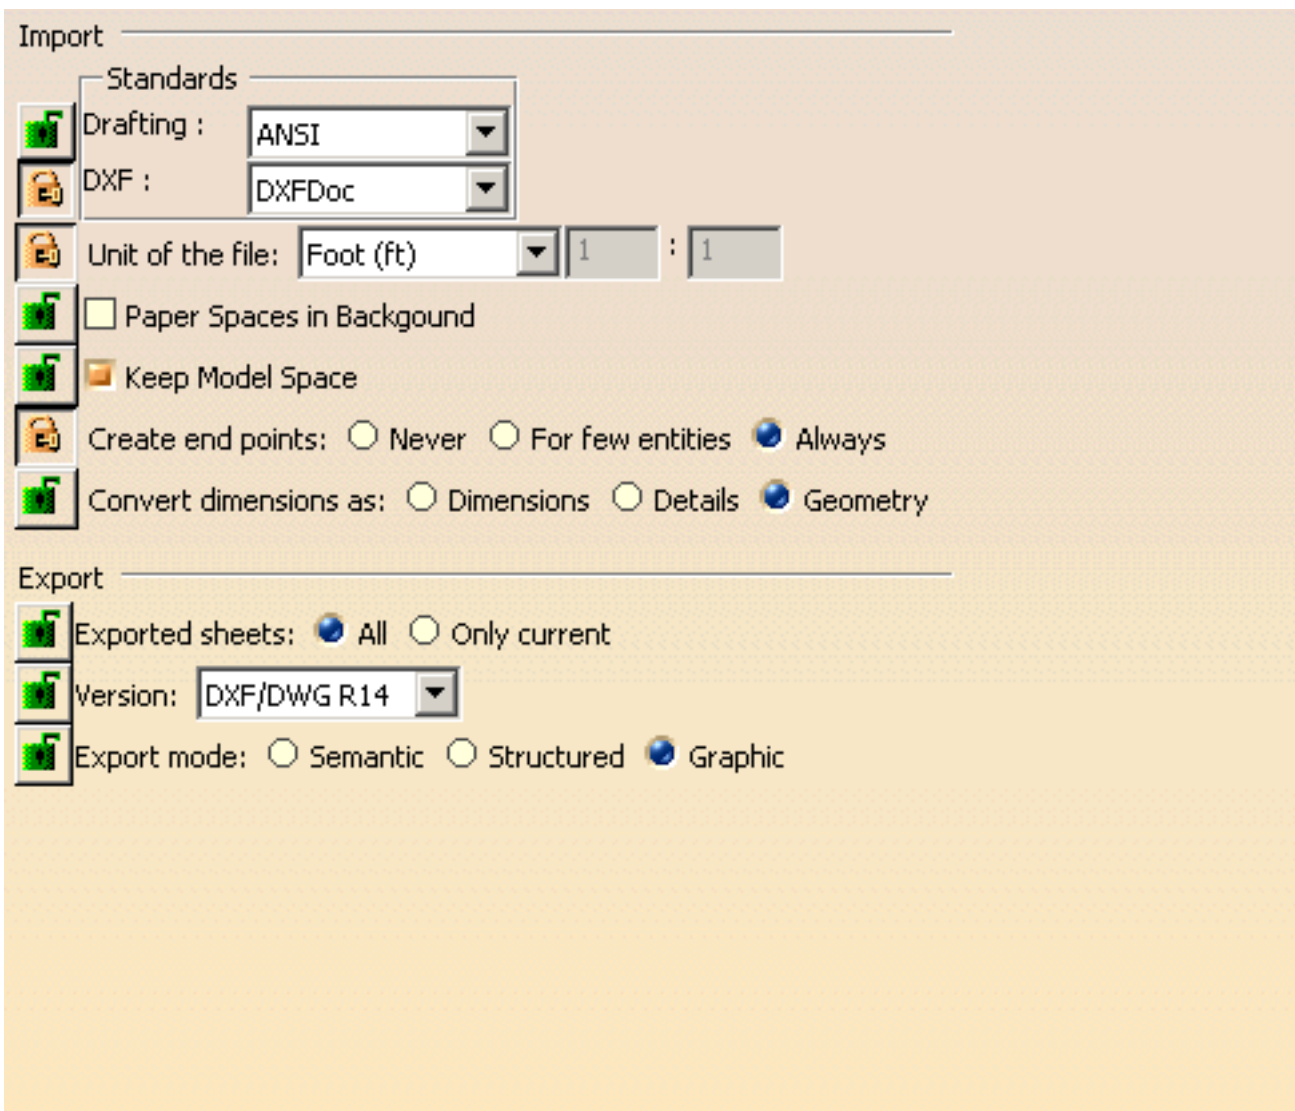 Import
Standards
Drafting : ANSI
DXF : DXFDoc
Unit of the file: Foot (ft) 1 : 1
Paper Spaces in Backgound
Keep Model Space
Create end points: Never For few entities Always
Convert dimensions as: Dimensions Details Geometry
Export
Exported sheets: All Only current
Version: DXF/DWG R14
Export mode: Semantic Structured Graphic